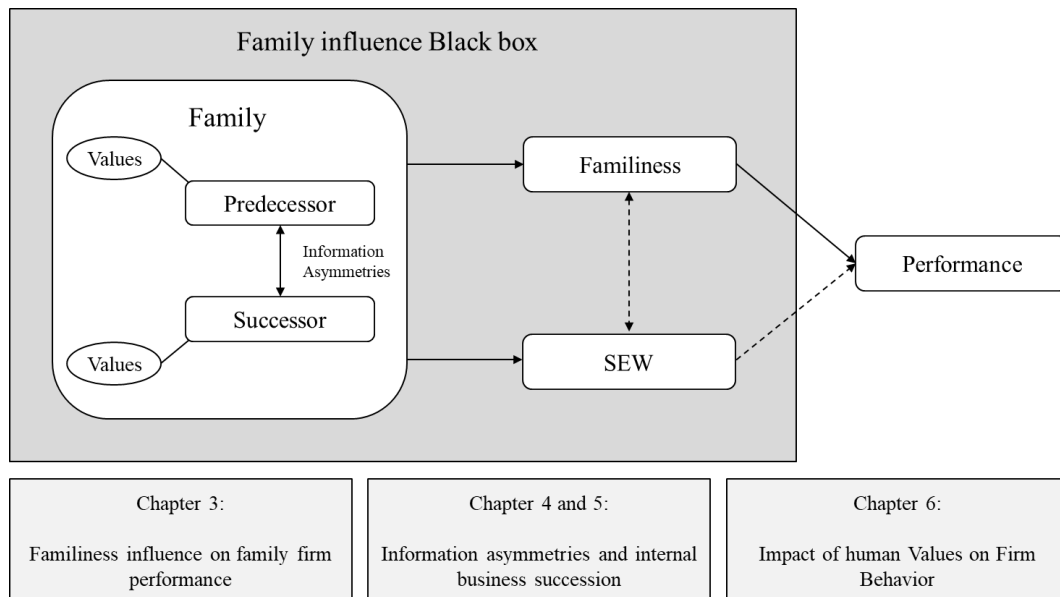 Family influence Black box
Family
Values
Predecessor
Information
Asymmetries
Successor
Values
Familiness
SEW
Performance
Chapter 3:
Familiness influence on family firm
performance
Chapter 4 and 5:
Information asymmetries and internal
business succession
Chapter 6:
Impact of human Values on Firm
Behavior